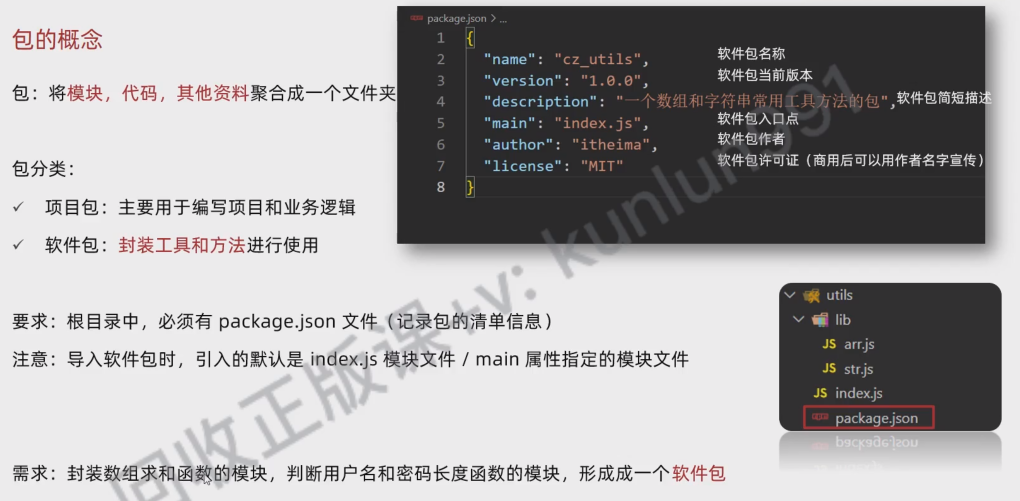 包的概念
包：将模块，代码，其他资料聚合成一个文件夹
包分类：
✓ 项目包：主要用于编写项目和业务逻辑
✓ 软件包：封装工具和方法进行使用
要求：根目录中，必须有 package.json 文件（记录包的清单信息）
注意：导入软件包时，引入的默认是 index.js 模块文件 / main 属性指定的模块文件
需求：封装数组求和函数的模块，判断用户名和密码长度函数的模块，形成成一个软件包
package.json > ...
1 {
2 "name": "cz_utils", 软件包名称
3 "version": "1.0.0", 软件包当前版本
4 "description": "一个数组和字符串常用工具方法的包", 软件包简短描述
5 "main": "index.js", 软件包入口点
6 "author": "itheima", 软件包作者
7 "license": "MIT" 软件包许可证（商用后可以用作者名字宣传）
8 }
utils
lib
JS arr.js
JS str.js
JS index.js
package.json
回收正版课+v: kunlun991